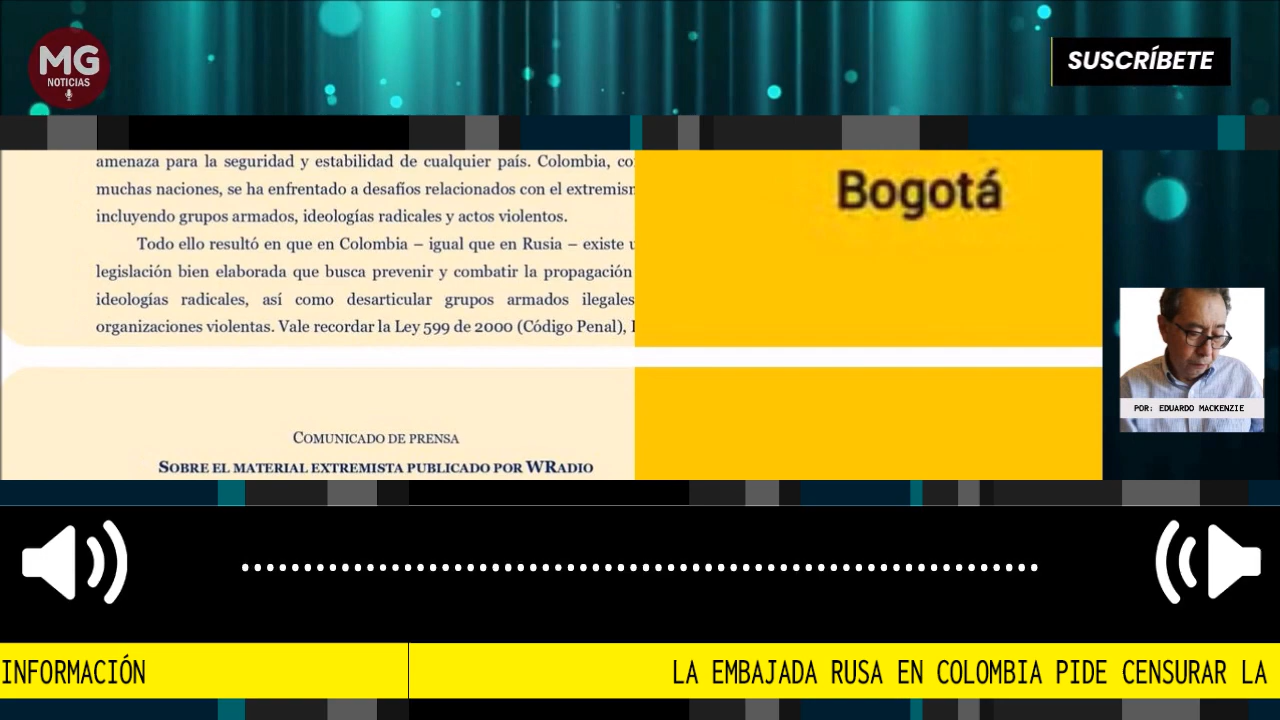 MG
NOTICIAS
SUSCRÍBETE
amenaza para la seguridad y estabilidad de cualquier país. Colombia, co
muchas naciones, se ha enfrentado a desafíos relacionados con el extremisr
incluyendo grupos armados, ideologías radicales y actos violentos.
Todo ello resultó en que en Colombia – igual que en Rusia – existe u
legislación bien elaborada que busca prevenir y combatir la propagación
ideologías radicales, así como desarticular grupos armados ilegales
organizaciones violentas. Vale recordar la Ley 599 de 2000 (Código Penal),
Bogotá
COMUNICADO DE PRENSA
SOBRE EL MATERIAL EXTREMISTA PUBLICADO POR WRADIO
POR: EDUARDO MACKENZIE
INFORMACIÓN
LA EMBAJADA RUSA EN COLOMBIA PIDE CENSURAR LA